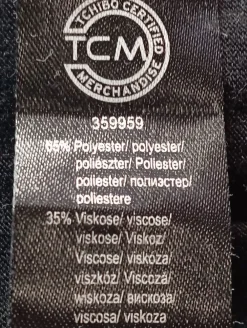 TCHIBO CERTIFIED
TCM
MERCHANDISE
359959
65% Polyester/ polyester/
poliészter/ Poliester/
poliester/ полиэстер/
poliestere
35% Viskose/ viscose/
viskose/ Viskoz/
Viscose/ viskóza/
viszkóz/ Viscoza/
wiskoza/ вискоза/
viscosa/ viskoza